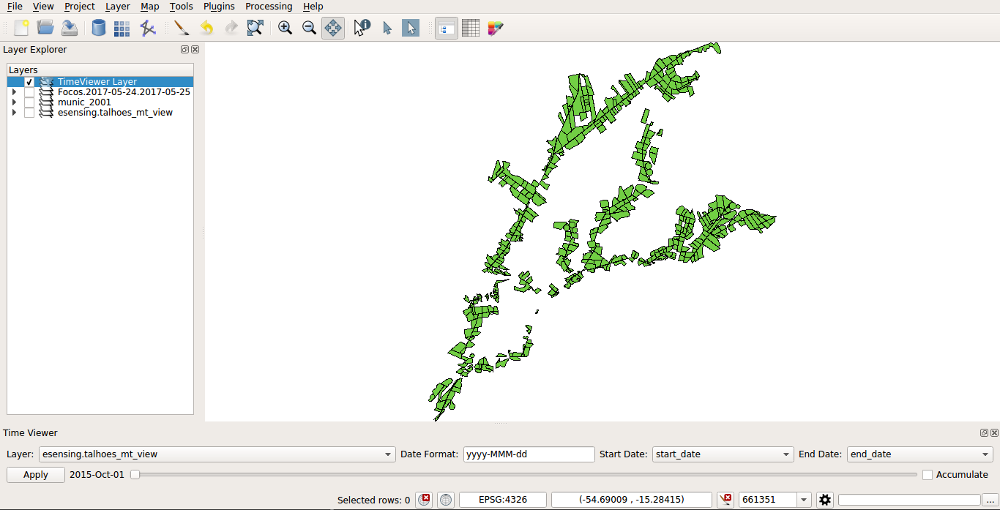 File View Project Layer Map Tools Plugins Processing Help
Layer Explorer
Layers
TimeViewer Layer
Focos.2017-05-24.2017-05-25
munic_2001
esensing.talhoes_mt_view
Time Viewer
Layer: esensing.talhoes_mt_view Date Format: yyyy-MMM-dd Start Date: start_date End Date: end_date
Apply 2015-Oct-01 Accumulate
Selected rows: 0 EPSG:4326 (-54.69009 , -15.28415) 661351 ...